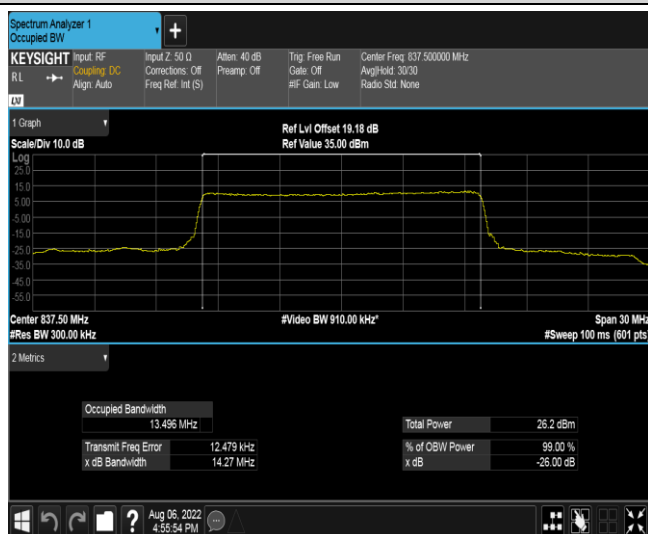 Spectrum Analyzer 1
Occupied BW
+
KEYSIGHT
RL
LXI
Input: RF
Coupling: DC
Align: Auto
Input Z: 50 Ω
Corrections: Off
Freq Ref: Int (S)
Atten: 40 dB
Preamp: Off
Trig: Free Run
Gate: Off
#IF Gain: Low
Center Freq: 837.500000 MHz
Avg|Hold: 30/30
Radio Std: None
1 Graph
Scale/Div 10.0 dB
Ref Lvl Offset 19.18 dB
Ref Value 35.00 dBm
Log
25.0
15.0
5.00
-5.00
-15.0
-25.0
-35.0
-45.0
-55.0
Center 837.50 MHz
#Res BW 300.00 kHz
#Video BW 910.00 kHz*
Span 30 MHz
#Sweep 100 ms (601 pts)
2 Metrics
Occupied Bandwidth
13.496 MHz
Transmit Freq Error 12.479 kHz
x dB Bandwidth 14.27 MHz
Total Power 26.2 dBm
% of OBW Power 99.00 %
x dB -26.00 dB
?
Aug 06, 2022
4:55:54 PM